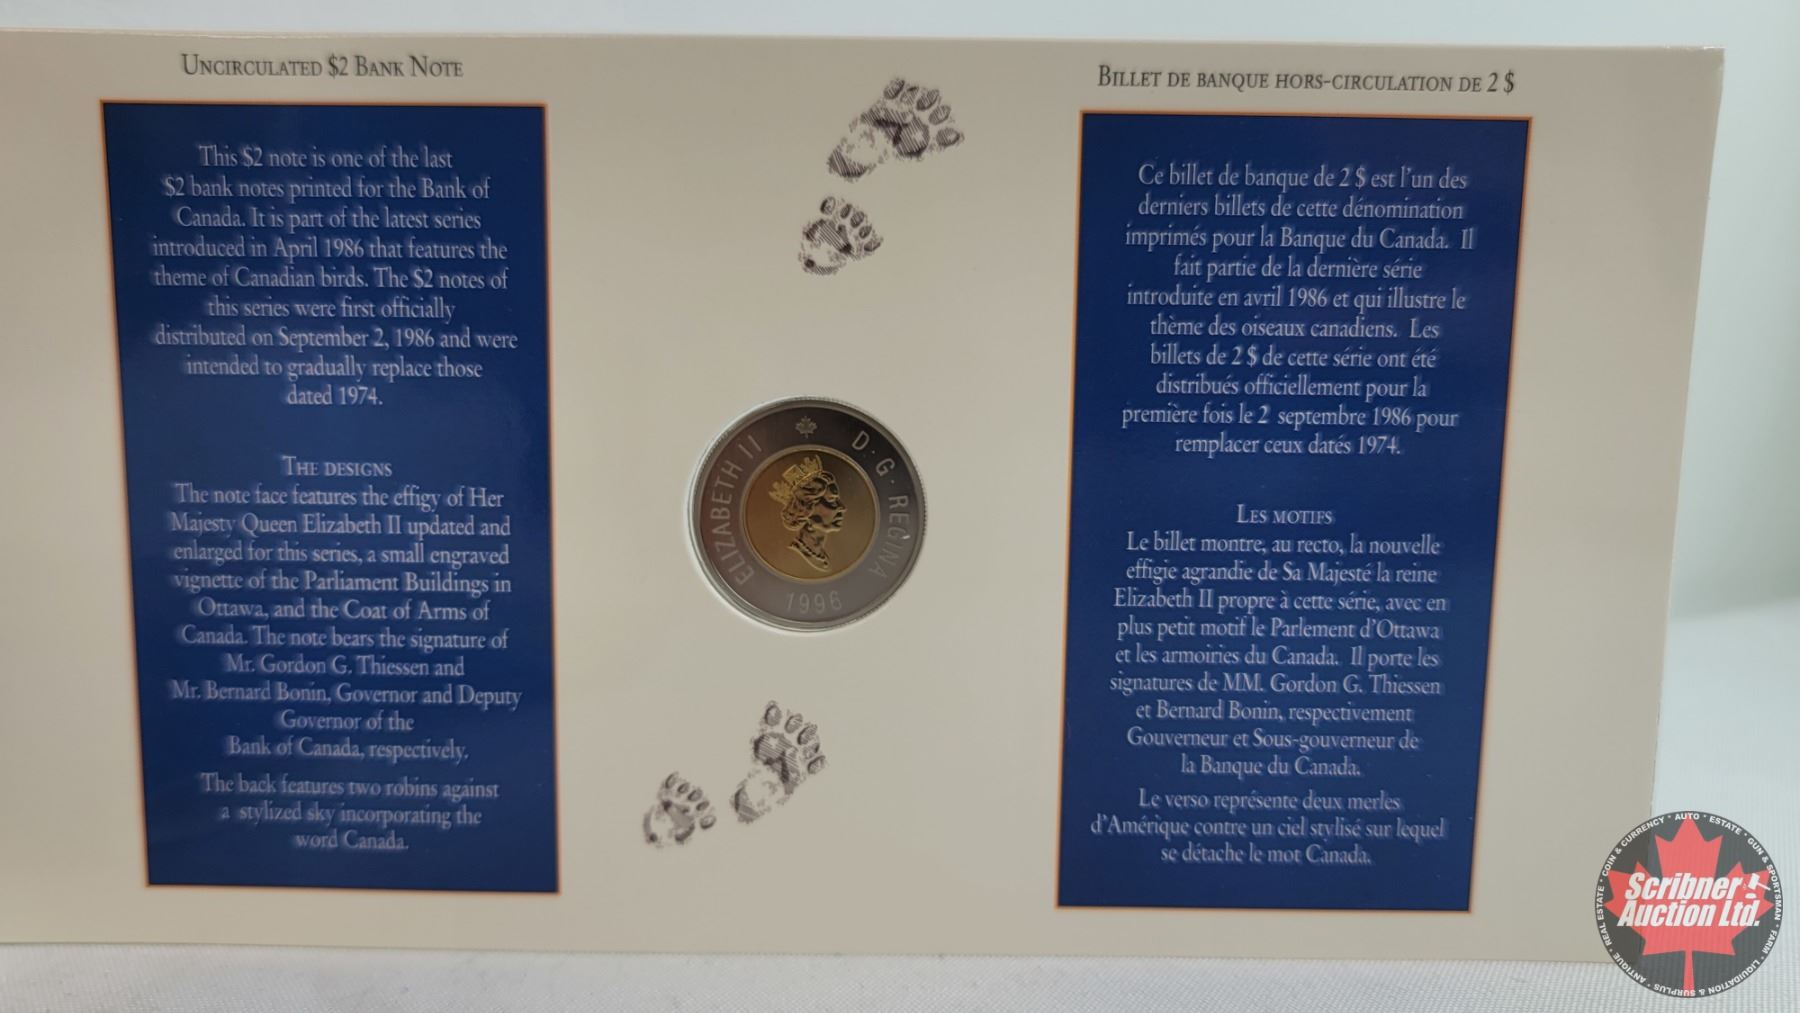 UNCIRCULATED $2 BANK NOTE
This $2 note is one of the last
$2 bank notes printed for the Bank of
Canada. It is part of the latest series
introduced in April 1986 that features the
theme of Canadian birds. The $2 notes of
this series were first officially
distributed on September 2, 1986 and were
intended to gradually replace those
dated 1974.
THE DESIGNS
The note face features the effigy of Her
Majesty Queen Elizabeth II updated and
enlarged for this series, a small engraved
vignette of the Parliament Buildings in
Ottawa, and the Coat of Arms of
Canada. The note bears the signature of
Mr. Gordon G. Thiessen and
Mr. Bernard Bonin, Governor and Deputy
Governor of the
Bank of Canada, respectively.
The back features two robins against
a stylized sky incorporating the
word Canada.
ELIZABETH II D·G·REGINA
1996
BILLET DE BANQUE HORS-CIRCULATION DE 2 $
Ce billet de banque de 2 $ est l'un des
derniers billets de cette dénomination
imprimés pour la Banque du Canada. Il
fait partie de la dernière série
introduite en avril 1986 et qui illustre le
thème des oiseaux canadiens. Les
billets de 2 $ de cette série ont été
distribués officiellement pour la
première fois le 2 septembre 1986 pour
remplacer ceux datés 1974.
LES MOTIFS
Le billet montre, au recto, la nouvelle
effigie agrandie de Sa Majesté la reine
Elizabeth II propre à cette série, avec en
plus petit motif le Parlement d'Ottawa
et les armoiries du Canada. Il porte les
signatures de MM. Gordon G. Thiessen
et Bernard Bonin, respectivement
Gouverneur et Sous-gouverneur de
la Banque du Canada.
Le verso représente deux merles
d'Amérique contre un ciel stylisé sur lequel
se détache le mot Canada.
COIN & CURRENCY · AUTO · ESTATE · GUN & SPORTSMAN · FARM · LIQUIDATION & SURPLUS · ANTIQUE · REAL ESTATE ·
Scribner
Auction Ltd.